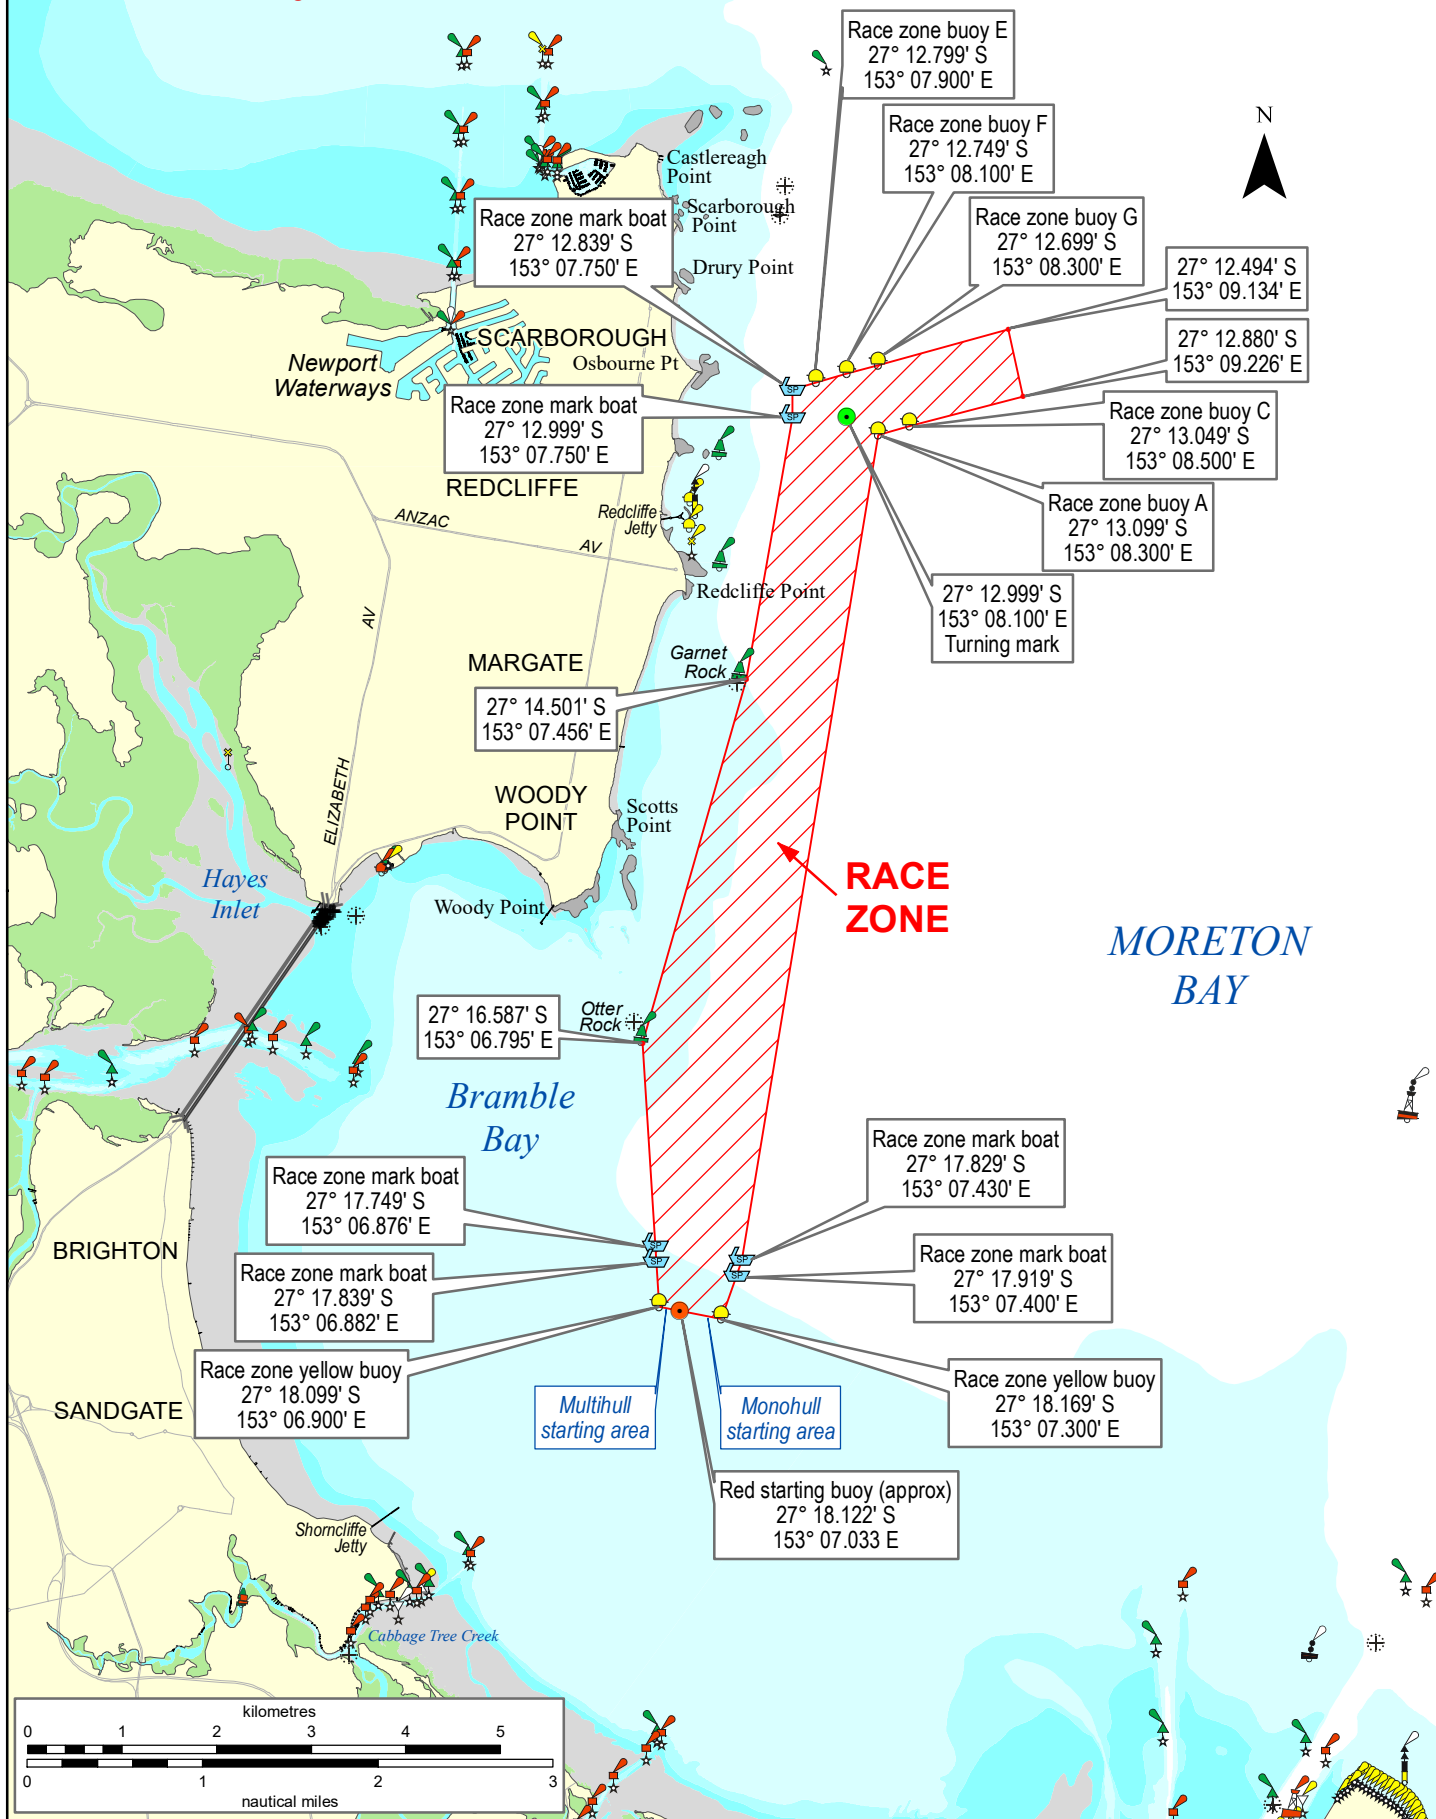 Race zone buoy E
27° 12.799' S
153° 07.900' E
Race zone buoy F
27° 12.749' S
153° 08.100' E
N
Castlereagh
Point
Scarborough
Point
Race zone mark boat
27° 12.839' S
153° 07.750' E
Race zone buoy G
27° 12.699' S
153° 08.300' E
Drury Point
27° 12.494' S
153° 09.134' E
SCARBOROUGH
Newport
Waterways
Osbourne Pt
27° 12.880' S
153° 09.226' E
SP
Race zone mark boat
27° 12.999' S
153° 07.750' E
SP
Race zone buoy C
27° 13.049' S
153° 08.500' E
REDCLIFFE
ANZAC
AV
Redcliffe
Jetty
Race zone buoy A
27° 13.099' S
153° 08.300' E
Redcliffe Point
27° 12.999' S
153° 08.100' E
Turning mark
AV
MARGATE
Garnet
Rock
27° 14.501' S
153° 07.456' E
ELIZABETH
WOODY
POINT
Scotts
Point
RACE
ZONE
Hayes
Inlet
Woody Point
MORETON
BAY
27° 16.587' S
153° 06.795' E
Otter
Rock
Bramble
Bay
Race zone mark boat
27° 17.829' S
153° 07.430' E
Race zone mark boat
27° 17.749' S
153° 06.876' E
SP
SP
SP
SP
BRIGHTON
Race zone mark boat
27° 17.839' S
153° 06.882' E
Race zone mark boat
27° 17.919' S
153° 07.400' E
Race zone yellow buoy
27° 18.099' S
153° 06.900' E
SANDGATE
Multihull
starting area
Monohull
starting area
Race zone yellow buoy
27° 18.169' S
153° 07.300' E
Red starting buoy (approx)
27° 18.122' S
153° 07.033 E
Shorncliffe
Jetty
Cabbage Tree Creek
kilometres
0 1 2 3 4 5
0 1 2 3
nautical miles